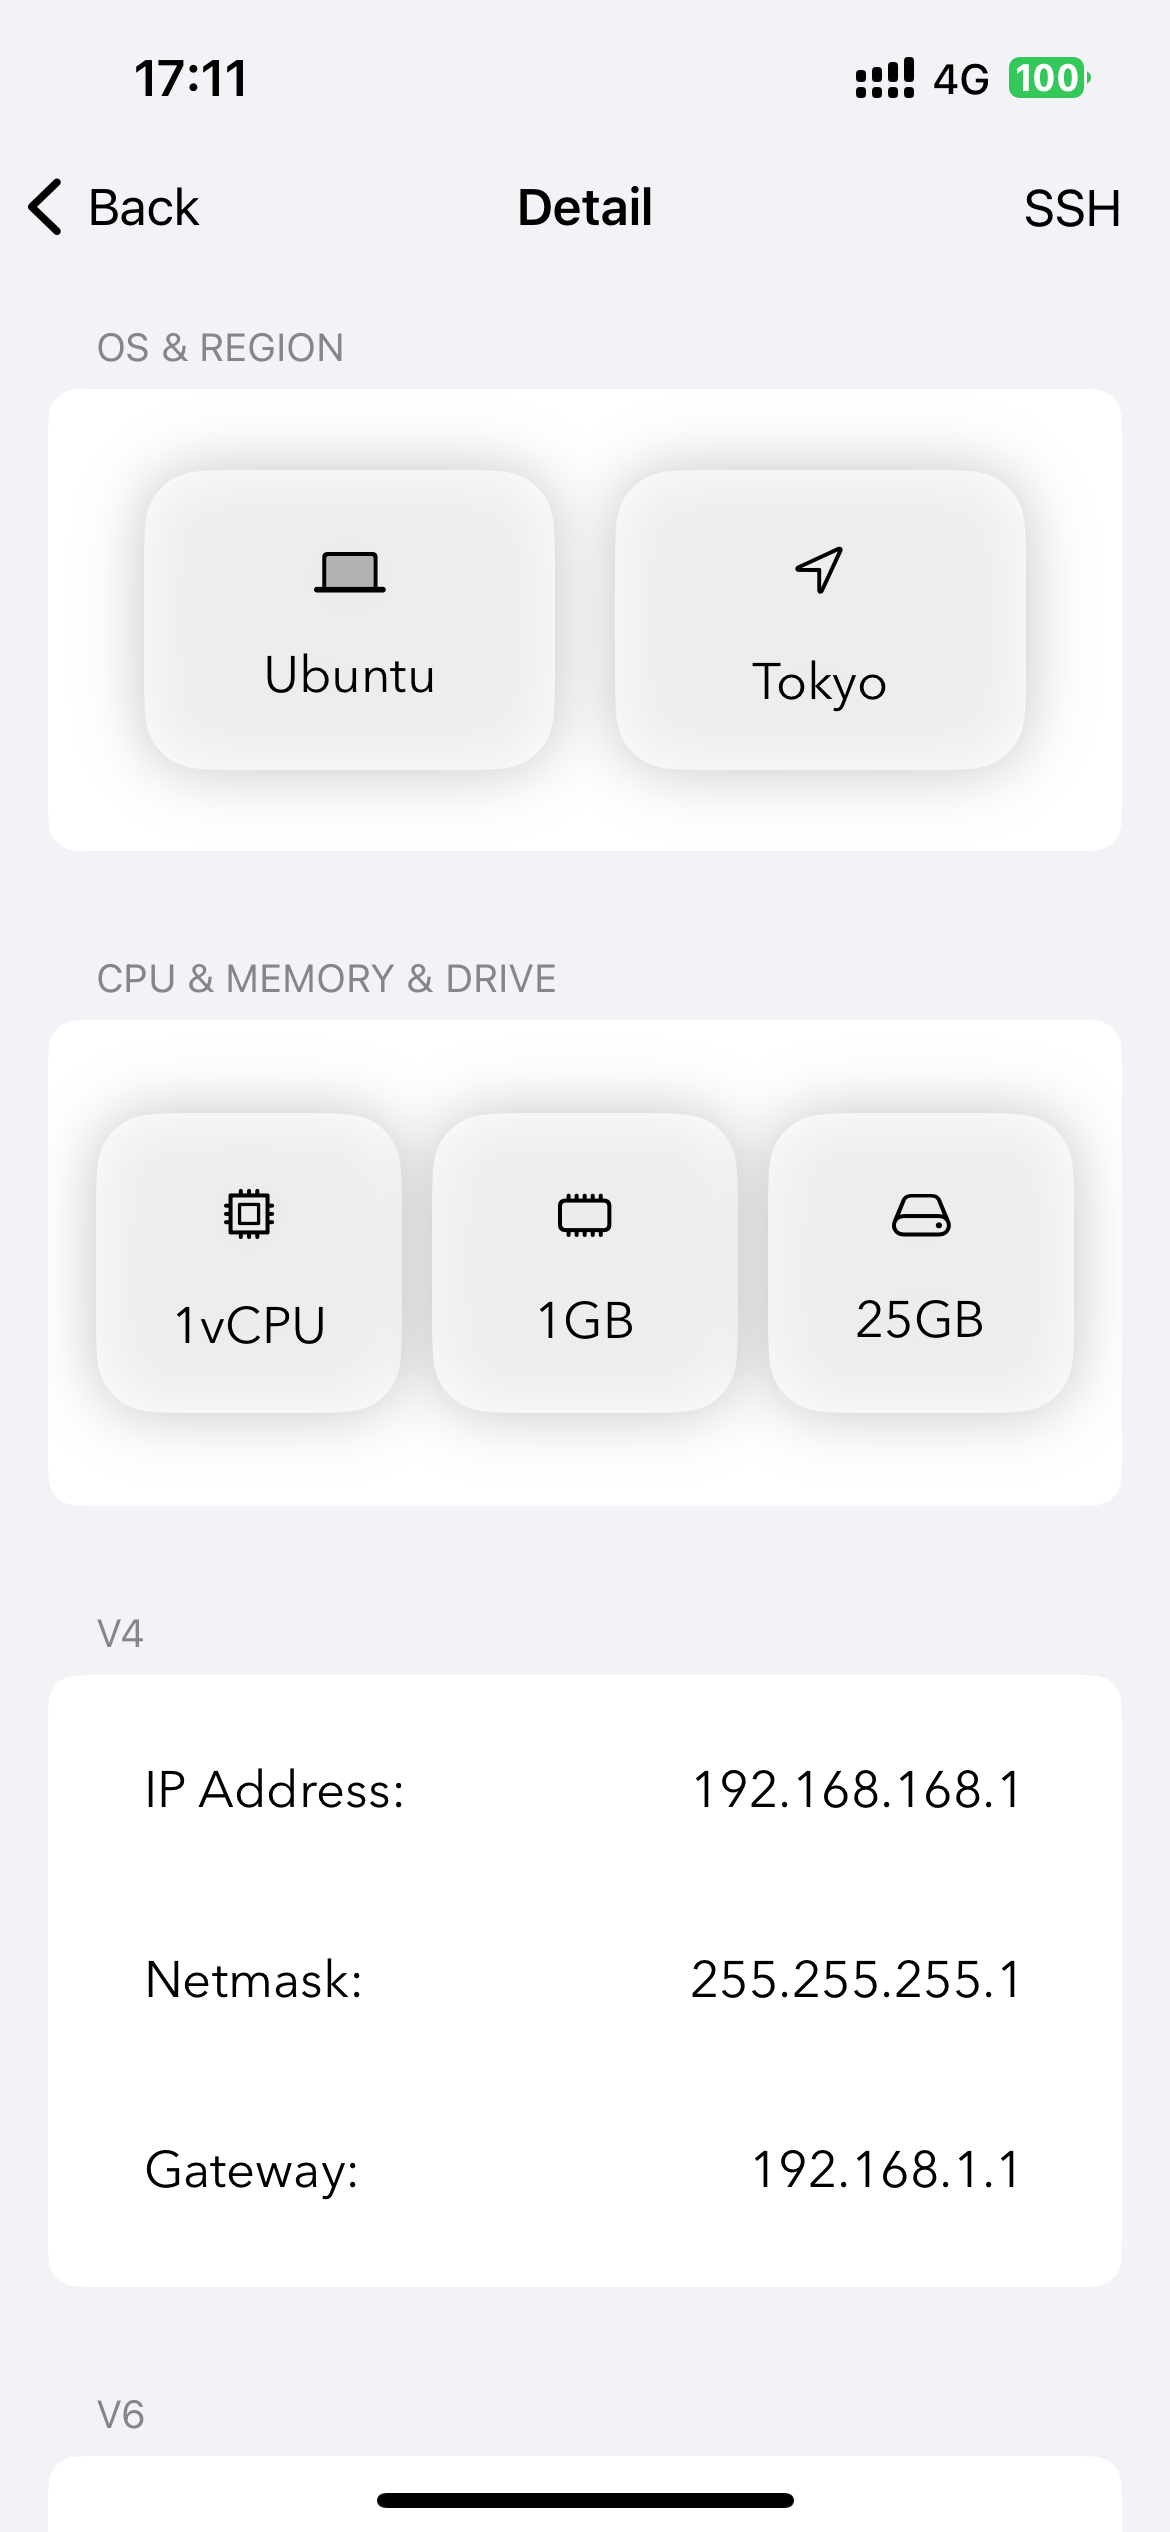 17:11
4G
100
Back
Detail
SSH
OS & REGION
Ubuntu
Tokyo
CPU & MEMORY & DRIVE
1vCPU
1GB
25GB
V4
IP Address:
192.168.168.1
Netmask:
255.255.255.1
Gateway:
192.168.1.1
V6